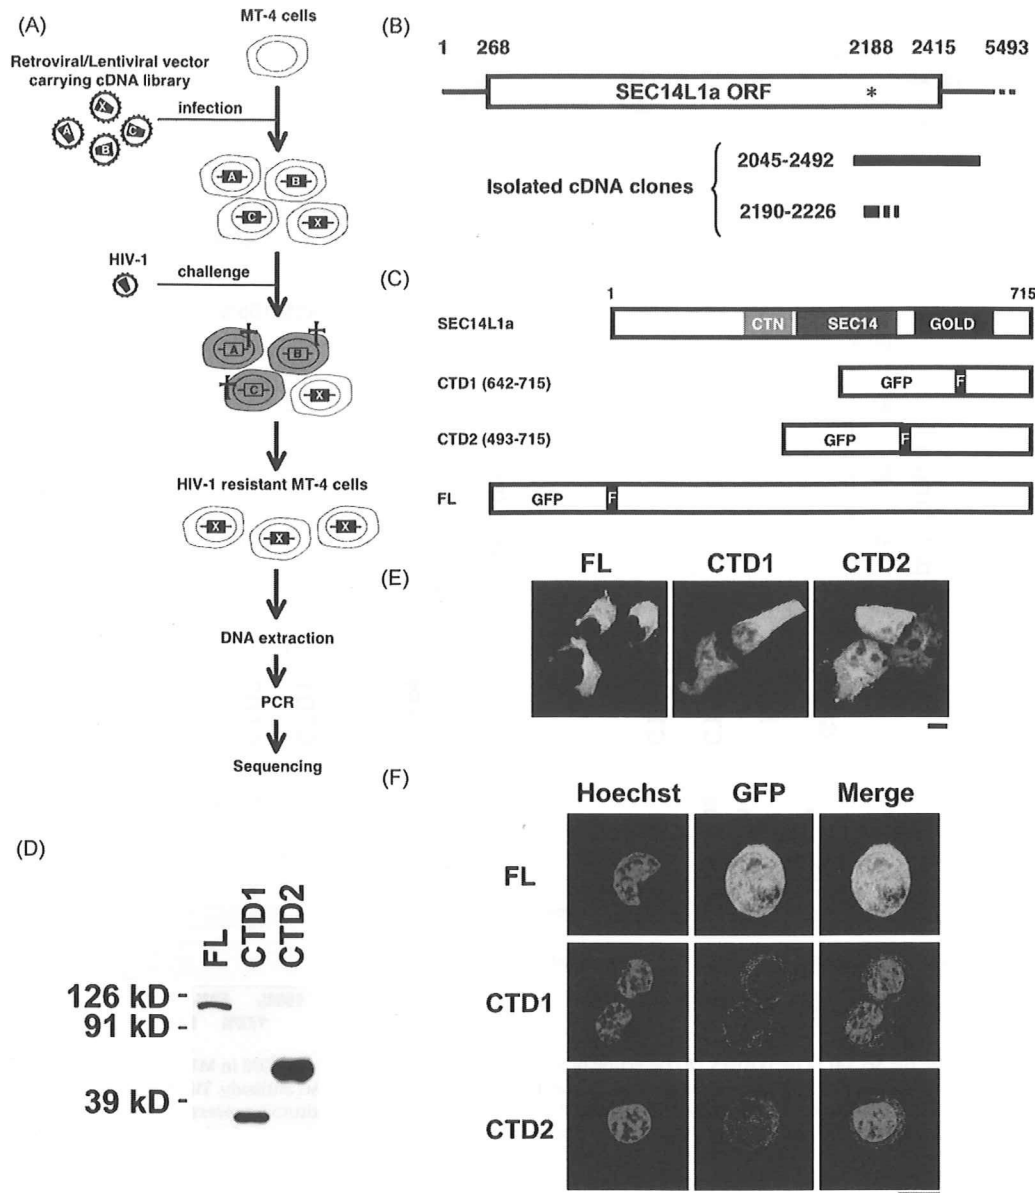 (A)
MT-4 cells
Retroviral/Lentiviral vector
carrying cDNA library
infection
X
A
C
B
A
B
C
X
HIV-1
challenge
A
B
C
X
HIV-1 resistant MT-4 cells
X
X
X
DNA extraction
PCR
Sequencing
(B)
1 268 2188 2415 5493
SEC14L1a ORF
*
Isolated cDNA clones
2045-2492
2190-2226
(C)
1 715
SEC14L1a
CTN SEC14 GOLD
CTD1 (642-715)
GFP F
CTD2 (493-715)
GFP F
FL
GFP F
(D)
FL
CTD1
CTD2
126 kD -
91 kD -
39 kD -
(E)
FL CTD1 CTD2
(F)
Hoechst GFP Merge
FL
CTD1
CTD2